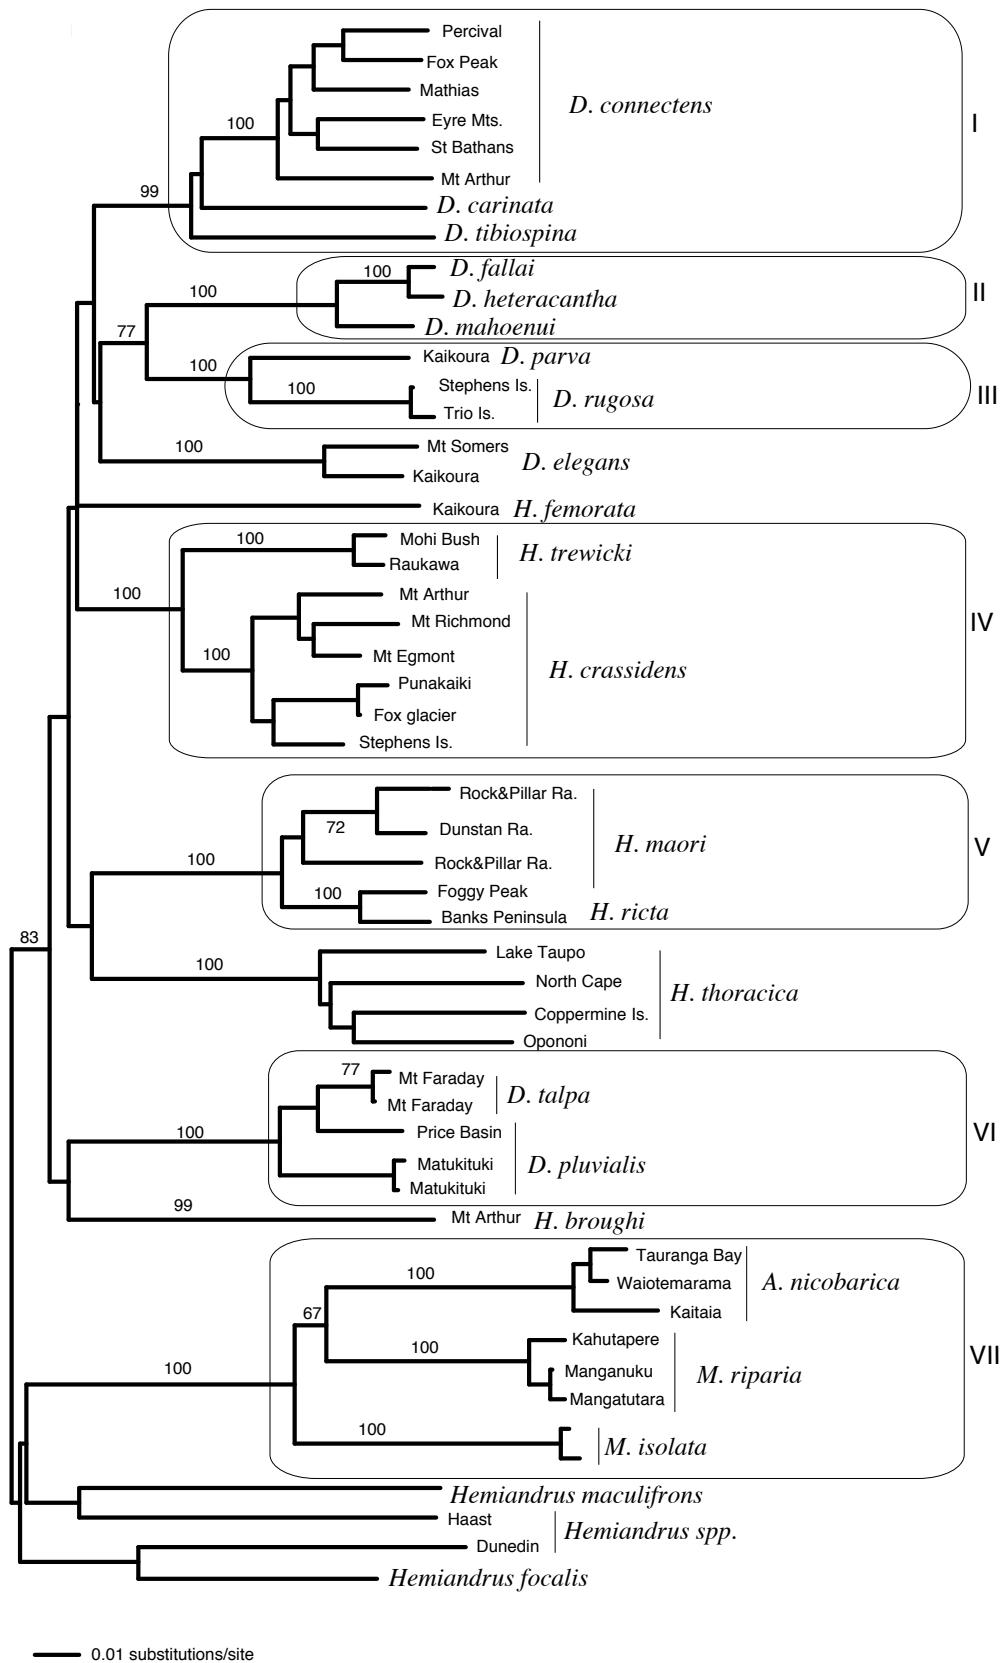 Percival
Fox Peak
Mathias
D. connectens
100
Eyre Mts.
I
St Bathans
Mt Arthur
99
D. carinata
D. tibiospina
100
D. fallai
100
D. heteracantha
II
77
D. mahoenui
100
Kaikoura D. parva
100
Stephens Is.
D. rugosa
III
Trio Is.
100
Mt Somers
D. elegans
Kaikoura
Kaikoura H. femorata
100
Mohi Bush
H. trewicki
Raukawa
100
Mt Arthur
Mt Richmond
IV
100
Mt Egmont
H. crassidens
Punakaiki
Fox glacier
Stephens Is.
Rock&Pillar Ra.
72
Dunstan Ra.
H. maori
V
100
Rock&Pillar Ra.
100
Foggy Peak
Banks Peninsula H. ricta
83
Lake Taupo
100
North Cape
H. thoracica
Coppermine Is.
Opononi
77
Mt Faraday
D. talpa
Mt Faraday
100
Price Basin
VI
Matukituki
D. pluvialis
Matukituki
99
Mt Arthur H. broughi
Tauranga Bay
100
Waiotemarama
A. nicobarica
67
Kaitaia
Kahutapere
100
VII
100
Manganuku
M. riparia
Mangatutara
100
M. isolata
Hemiandrus maculifrons
Haast
Hemiandrus spp.
Dunedin
Hemiandrus focalis
0.01 substitutions/site